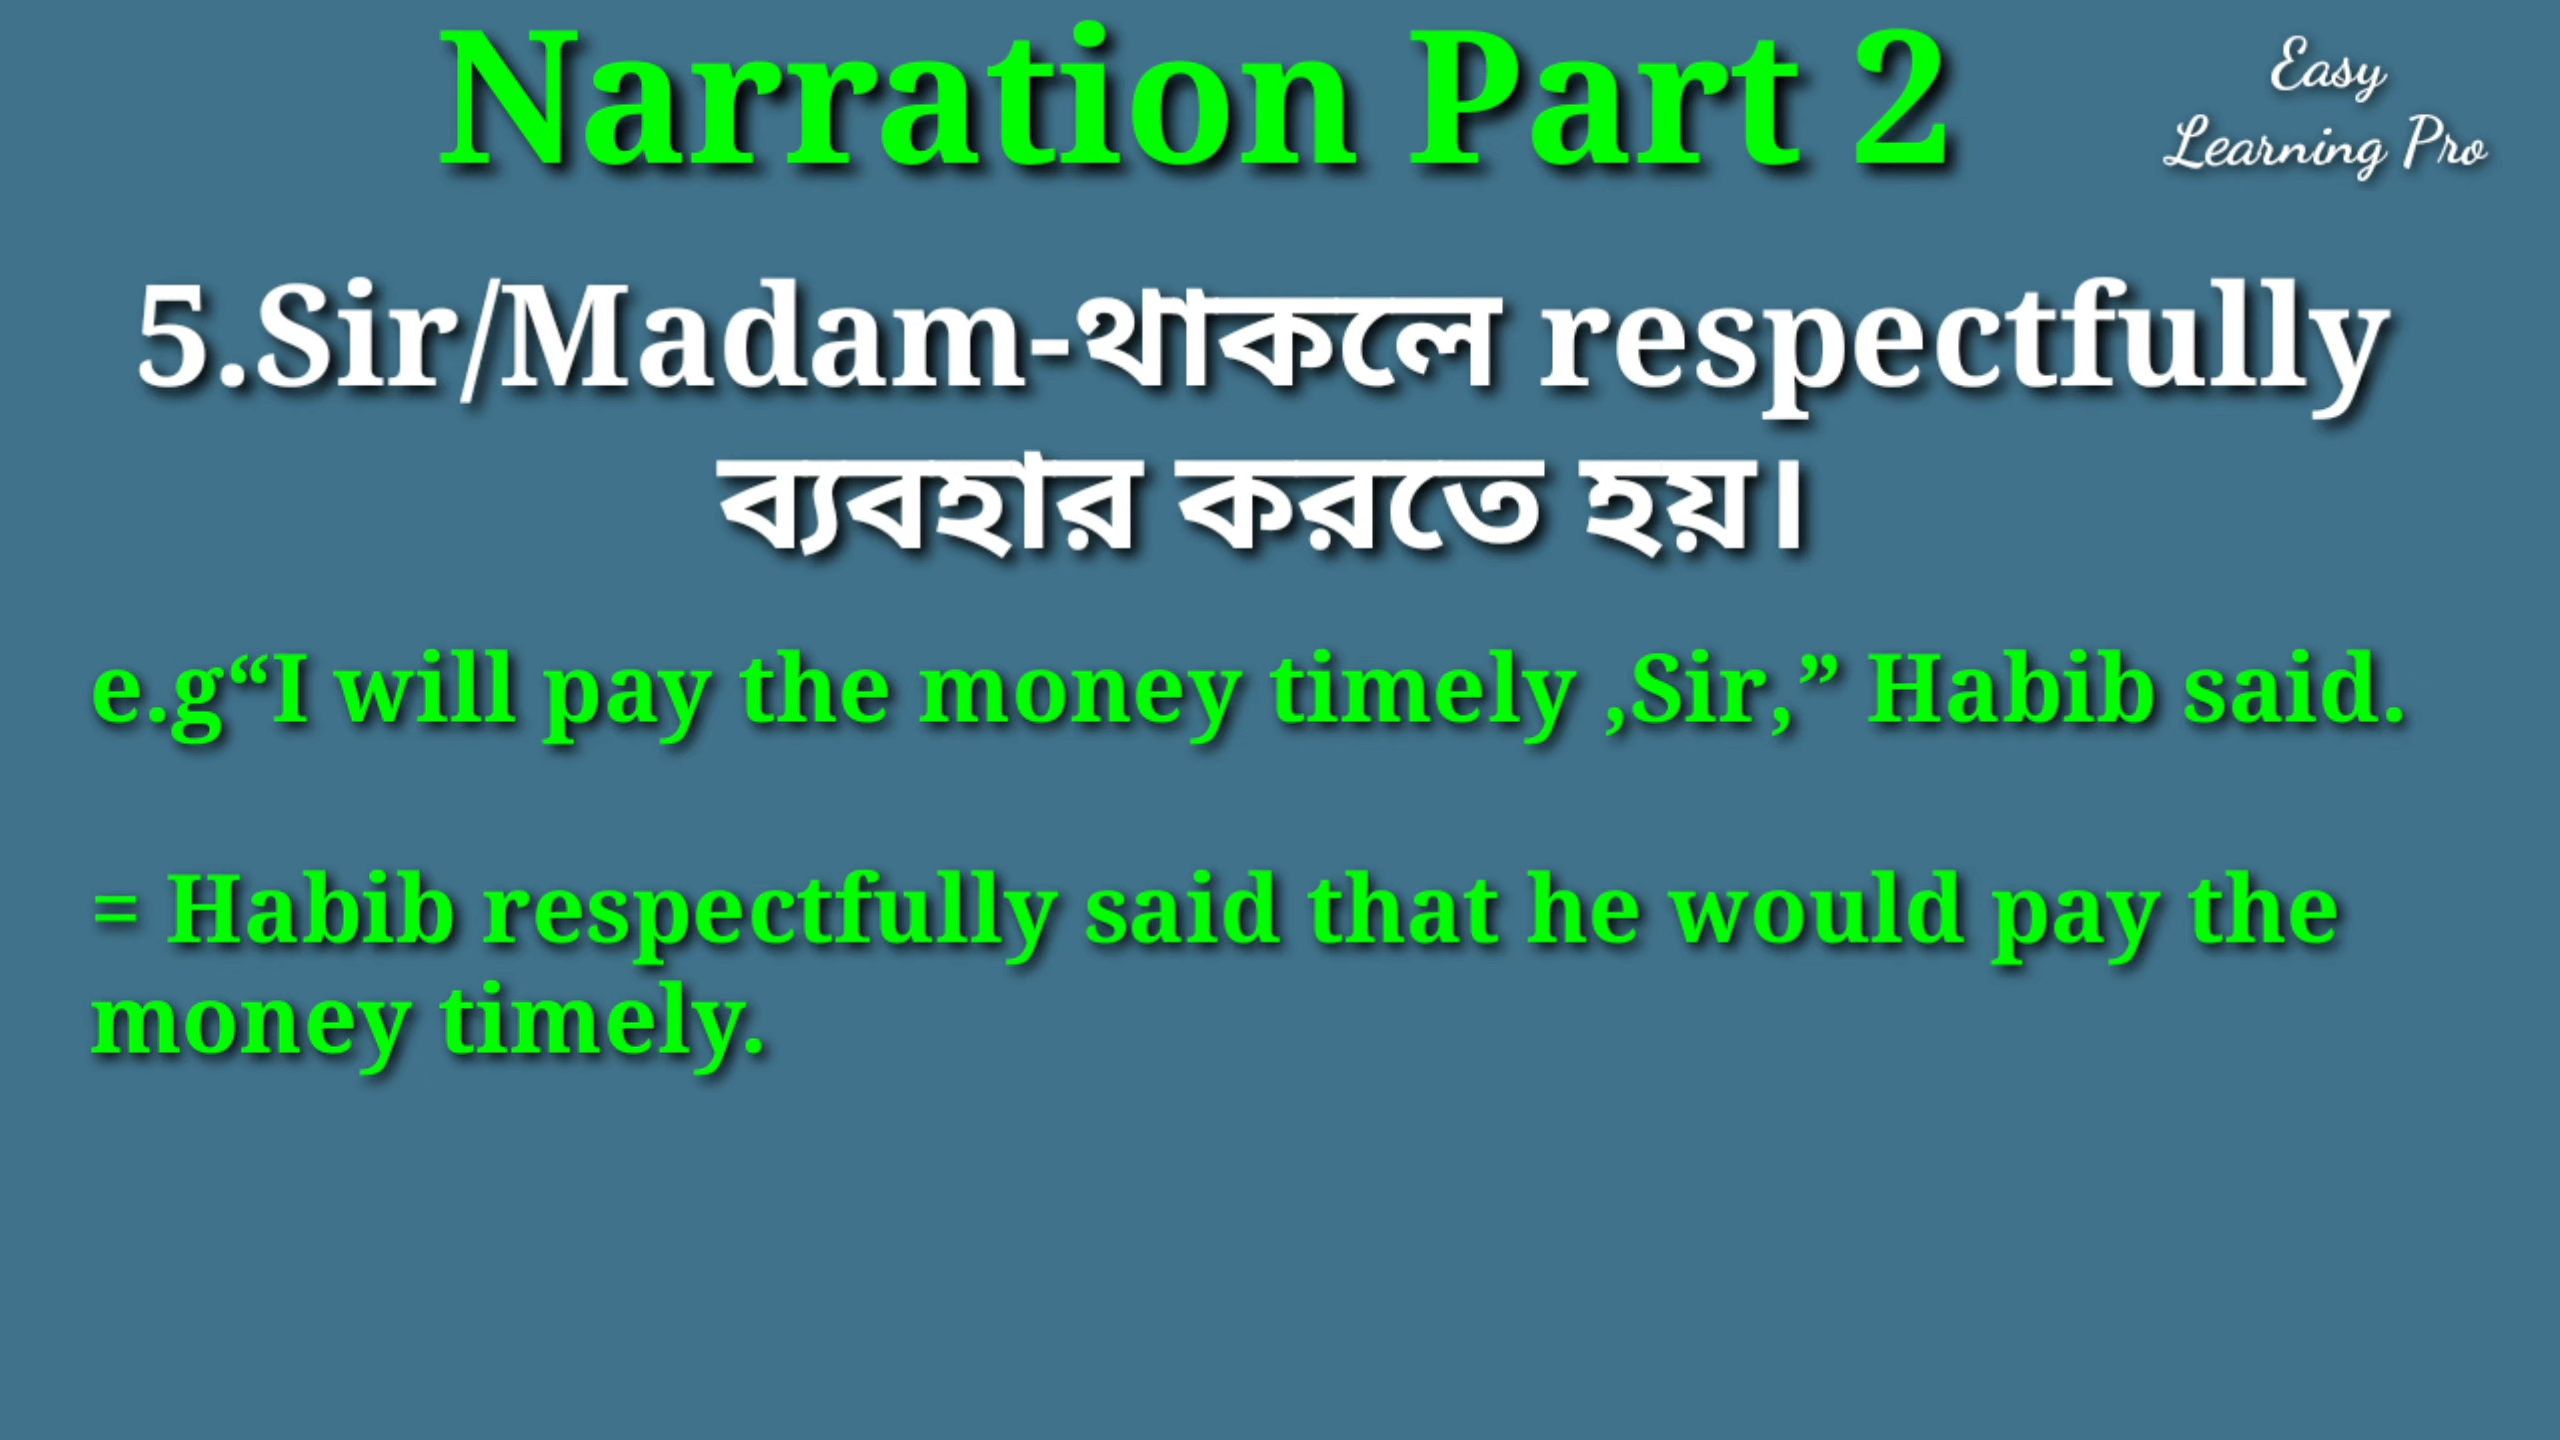 Narration Part 2
Easy
Learning Pro
5.Sir/Madam-থাকলে respectfully
ব্যবহার করতে হয়।
e.g“I will pay the money timely ,Sir,” Habib said.
= Habib respectfully said that he would pay the
money timely.